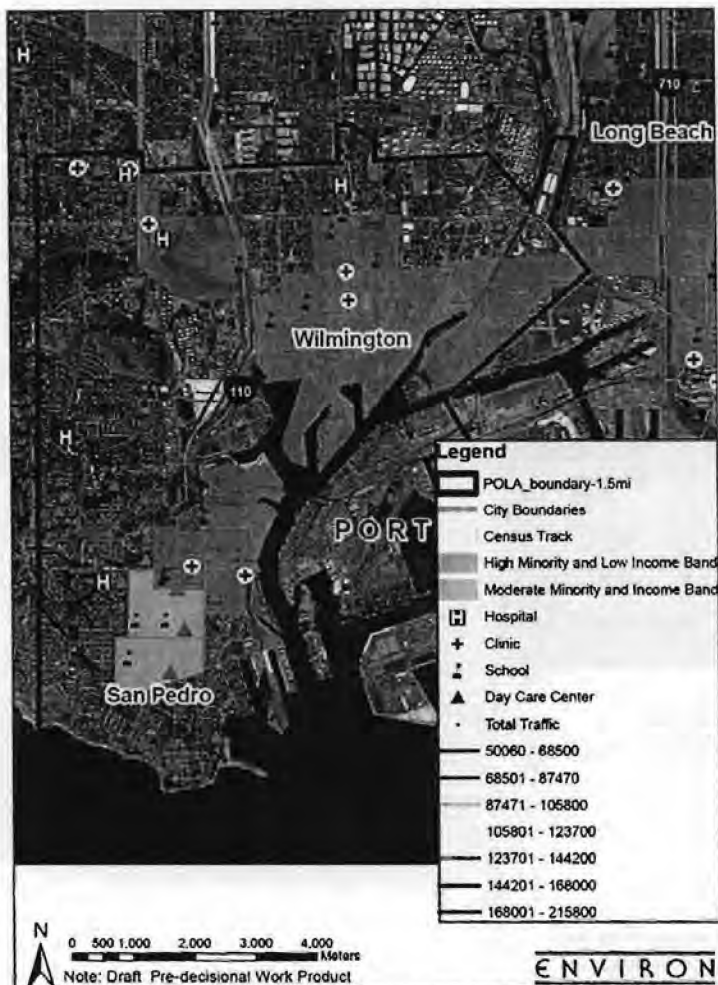 H
710
Long Beach
H
H
H
Wilmington
110
H
Legend
POLA_boundary-1.5mi
City Boundaries
Census Track
High Minority and Low Income Band
Moderate Minority and Income Band
H Hospital
Clinic
School
Day Care Center
Total Traffic
50060 - 68500
68501 - 87470
87471 - 105800
105801 - 123700
123701 - 144200
144201 - 168000
168001 - 215800
PORT
H
San Pedro
N
0 500 1,000 2,000 3,000 4,000
Meters
Note: Draft Pre-decisional Work Product
ENVIRON